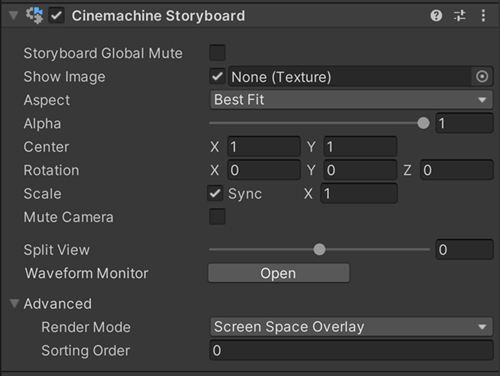 Cinemachine Storyboard
Storyboard Global Mute
Show Image None (Texture)
Aspect Best Fit
Alpha 1
Center X 1 Y 1
Rotation X 0 Y 0 Z 0
Scale Sync X 1
Mute Camera
Split View 0
Waveform Monitor Open
Advanced
Render Mode Screen Space Overlay
Sorting Order 0